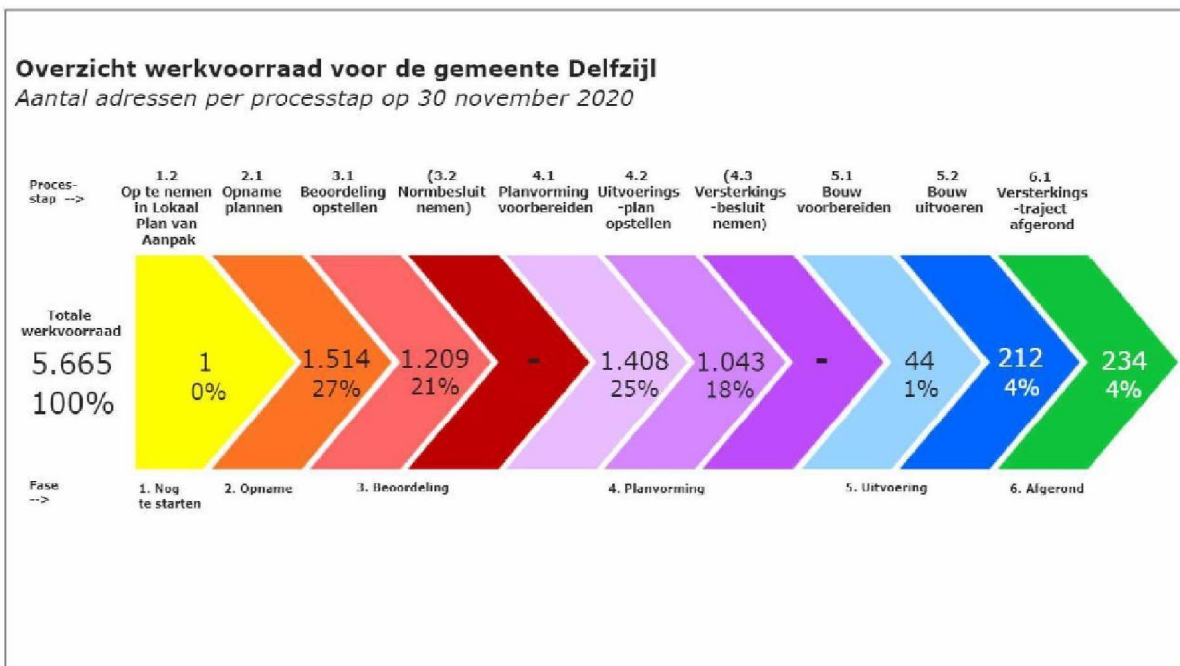 Overzicht werkvoorraad voor de gemeente Delfzijl
Aantal adressen per processtap op 30 november 2020
Proces-
stap -->
1.2
Op te nemen
in Lokaal
Plan van
Aanpak
2.1
Opname
plannen
3.1
Beoordeling
opstellen
(3.2
Normbesluit
nemen)
4.1
Planvorming
voorbereiden
4.2
Uitvoerings
-plan
opstellen
(4.3
Versterkings
-besluit
nemen)
5.1
Bouw
voorbereiden
5.2
Bouw
uitvoeren
6.1
Versterkings
-traject
afgerond
Totale
werkvoorraad
5.665
100%
1
0%
1.514
27%
1.209
21%
-
1.408
25%
1.043
18%
-
44
1%
212
4%
234
4%
Fase
-->
1. Nog
te starten
2. Opname
3. Beoordeling
4. Planvorming
5. Uitvoering
6. Afgerond